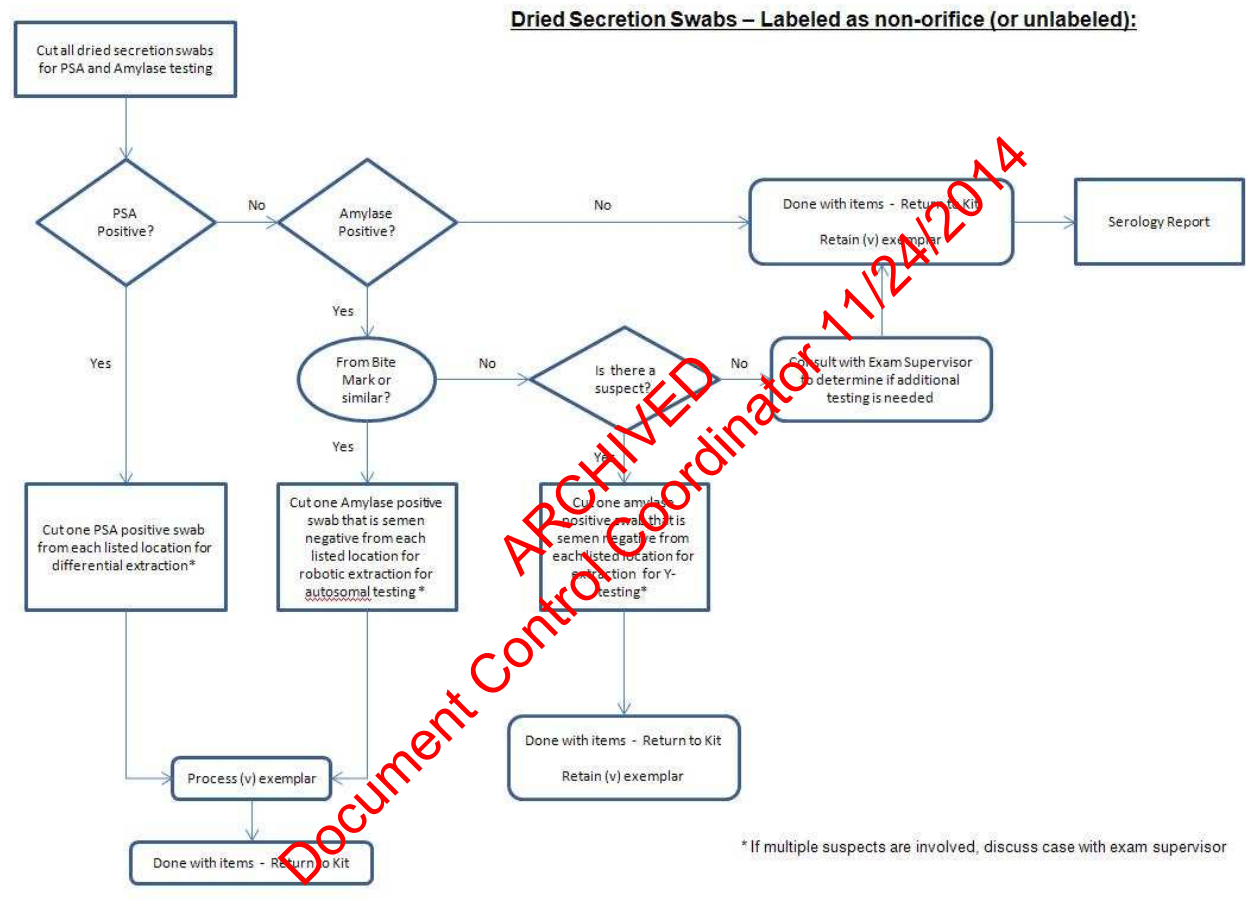 Dried Secretion Swabs – Labeled as non-orifice (or unlabeled):
Cut all dried secretion swabs
for PSA and Amylase testing
PSA
Positive?
No
Amylase
Positive?
No
Done with items - Return to Kit
Retain (v) exemplar
Serology Report
Yes
Yes
From Bite
Mark or
similar?
No
Is there a
suspect?
No
Consult with Exam Supervisor
to determine if additional
testing is needed
Yes
Yes
Cut one PSA positive swab
from each listed location for
differential extraction*
Cut one Amylase positive
swab that is semen
negative from each
listed location for
robotic extraction for
autosomal testing *
Cut one amylase
positive swab that is
semen negative from
each listed location for
extraction for Y-
testing*
Process (v) exemplar
Done with items - Return to Kit
Done with items - Return to Kit
Retain (v) exemplar
* If multiple suspects are involved, discuss case with exam supervisor
ARCHIVED
Document Control Coordinator 11/24/2014